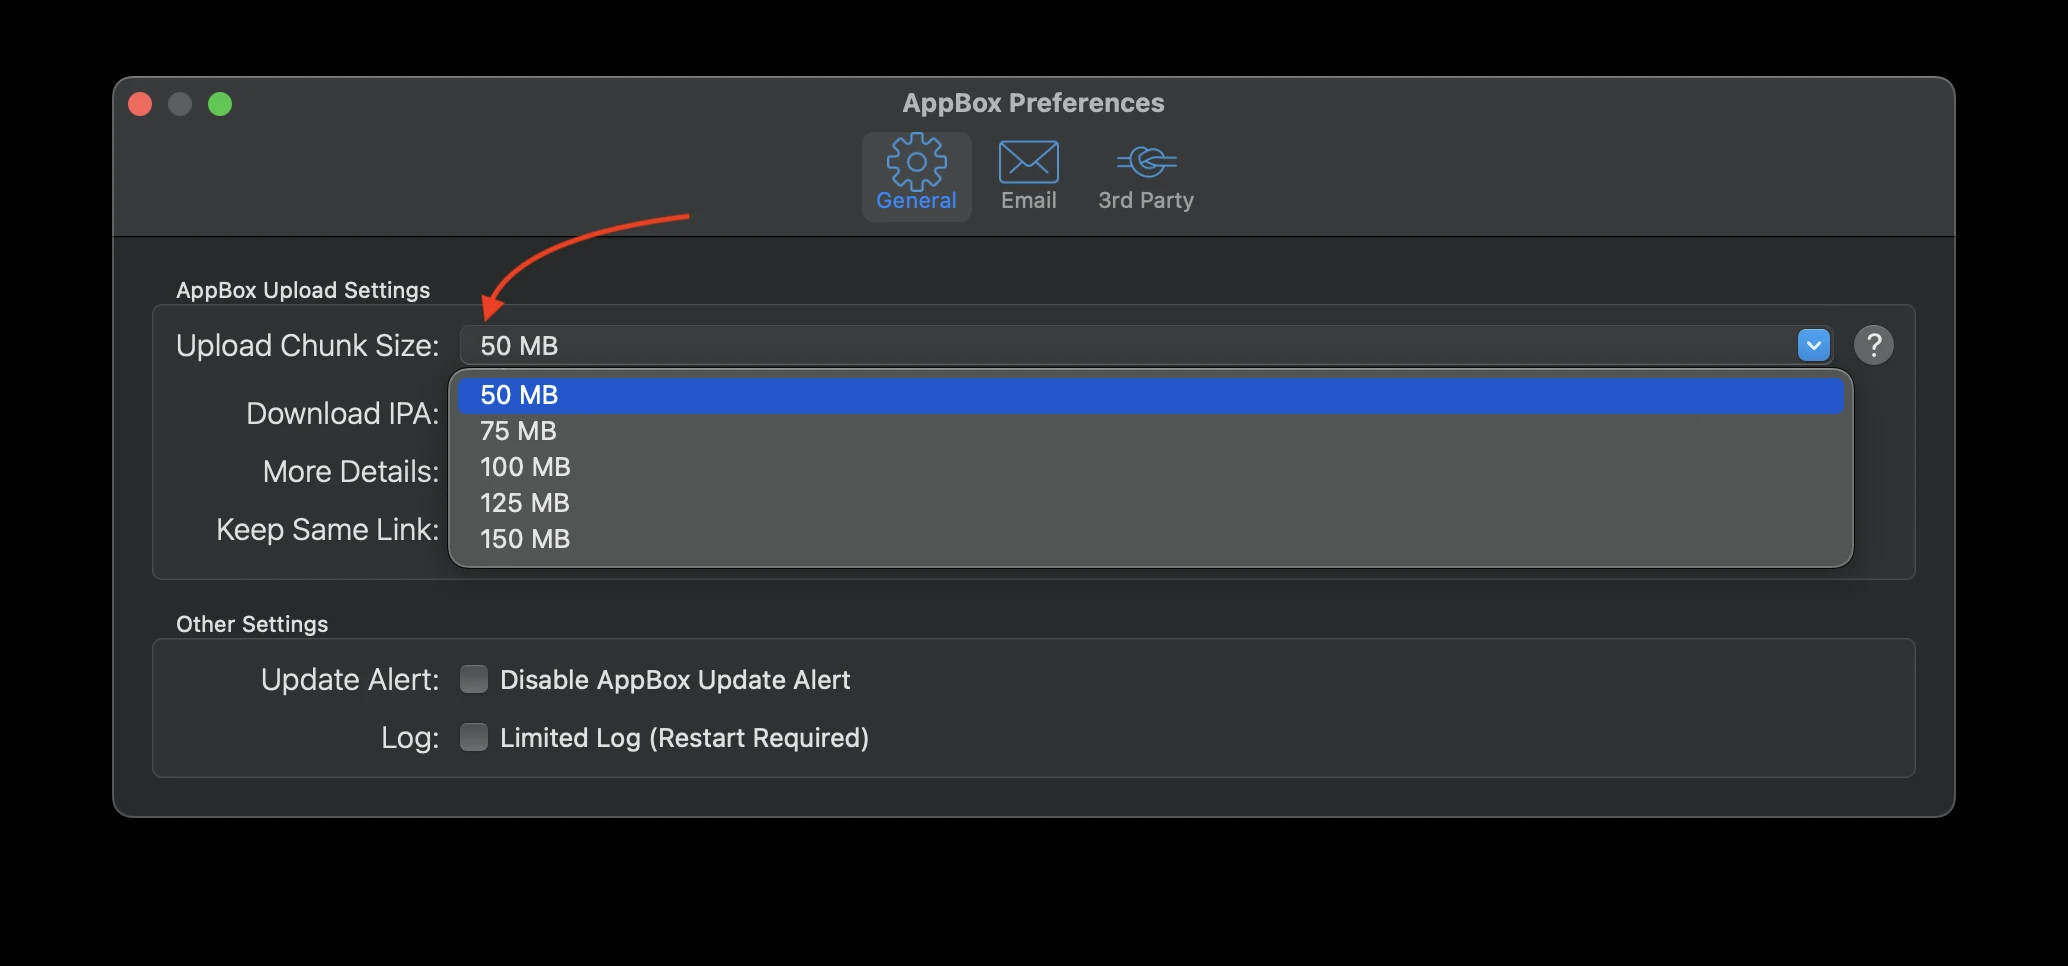 AppBox Preferences
General
Email
3rd Party
AppBox Upload Settings
Upload Chunk Size: 50 MB
?
50 MB
75 MB
100 MB
125 MB
150 MB
Download IPA:
More Details:
Keep Same Link:
Other Settings
Update Alert: Disable AppBox Update Alert
Log: Limited Log (Restart Required)